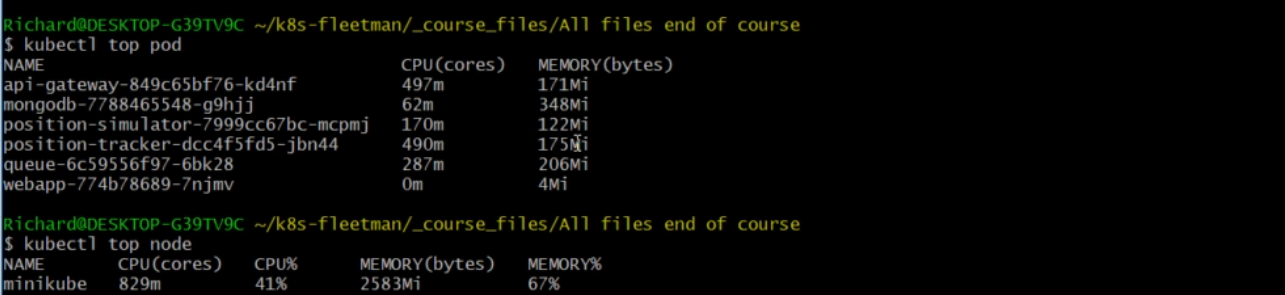 Richard@DESKTOP-G39TV9C ~/k8s-fleetman/_course_files/All files end of course
$ kubectl top pod
NAME CPU(cores) MEMORY(bytes)
api-gateway-849c65bf76-kd4nf 497m 171Mi
mongodb-7788465548-g9hjj 62m 348Mi
position-simulator-7999cc67bc-mcpmj 170m 122Mi
position-tracker-dcc4f5fd5-jbn44 490m 175Mi
queue-6c59556f97-6bk28 287m 206Mi
webapp-774b78689-7njmv 0m 4Mi
Richard@DESKTOP-G39TV9C ~/k8s-fleetman/_course_files/All files end of course
$ kubectl top node
NAME CPU(cores) CPU% MEMORY(bytes) MEMORY%
minikube 829m 41% 2583Mi 67%